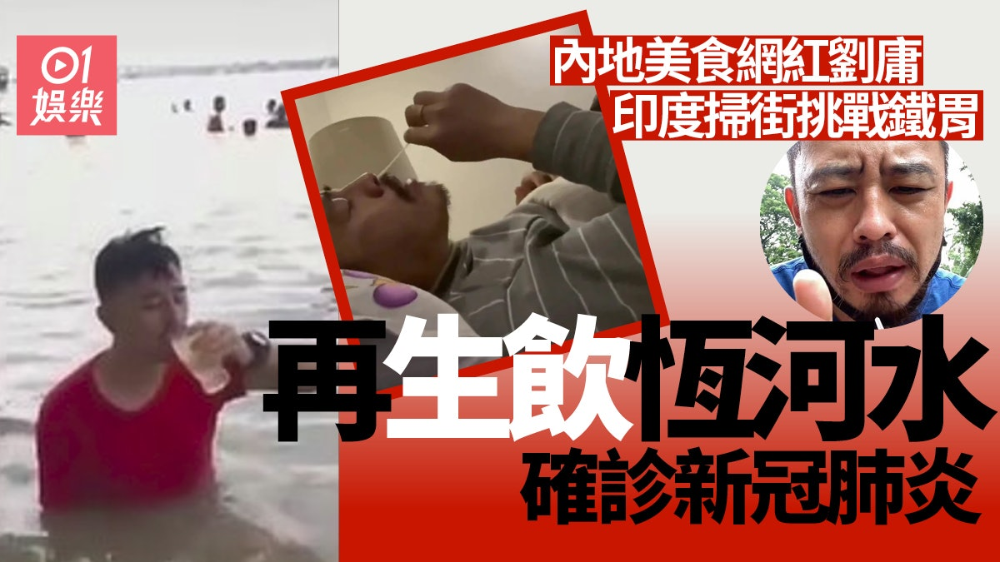 01
娛樂
內地美食網紅劉庸
印度掃街挑戰鐵胃
再生飲恆河水
確診新冠肺炎